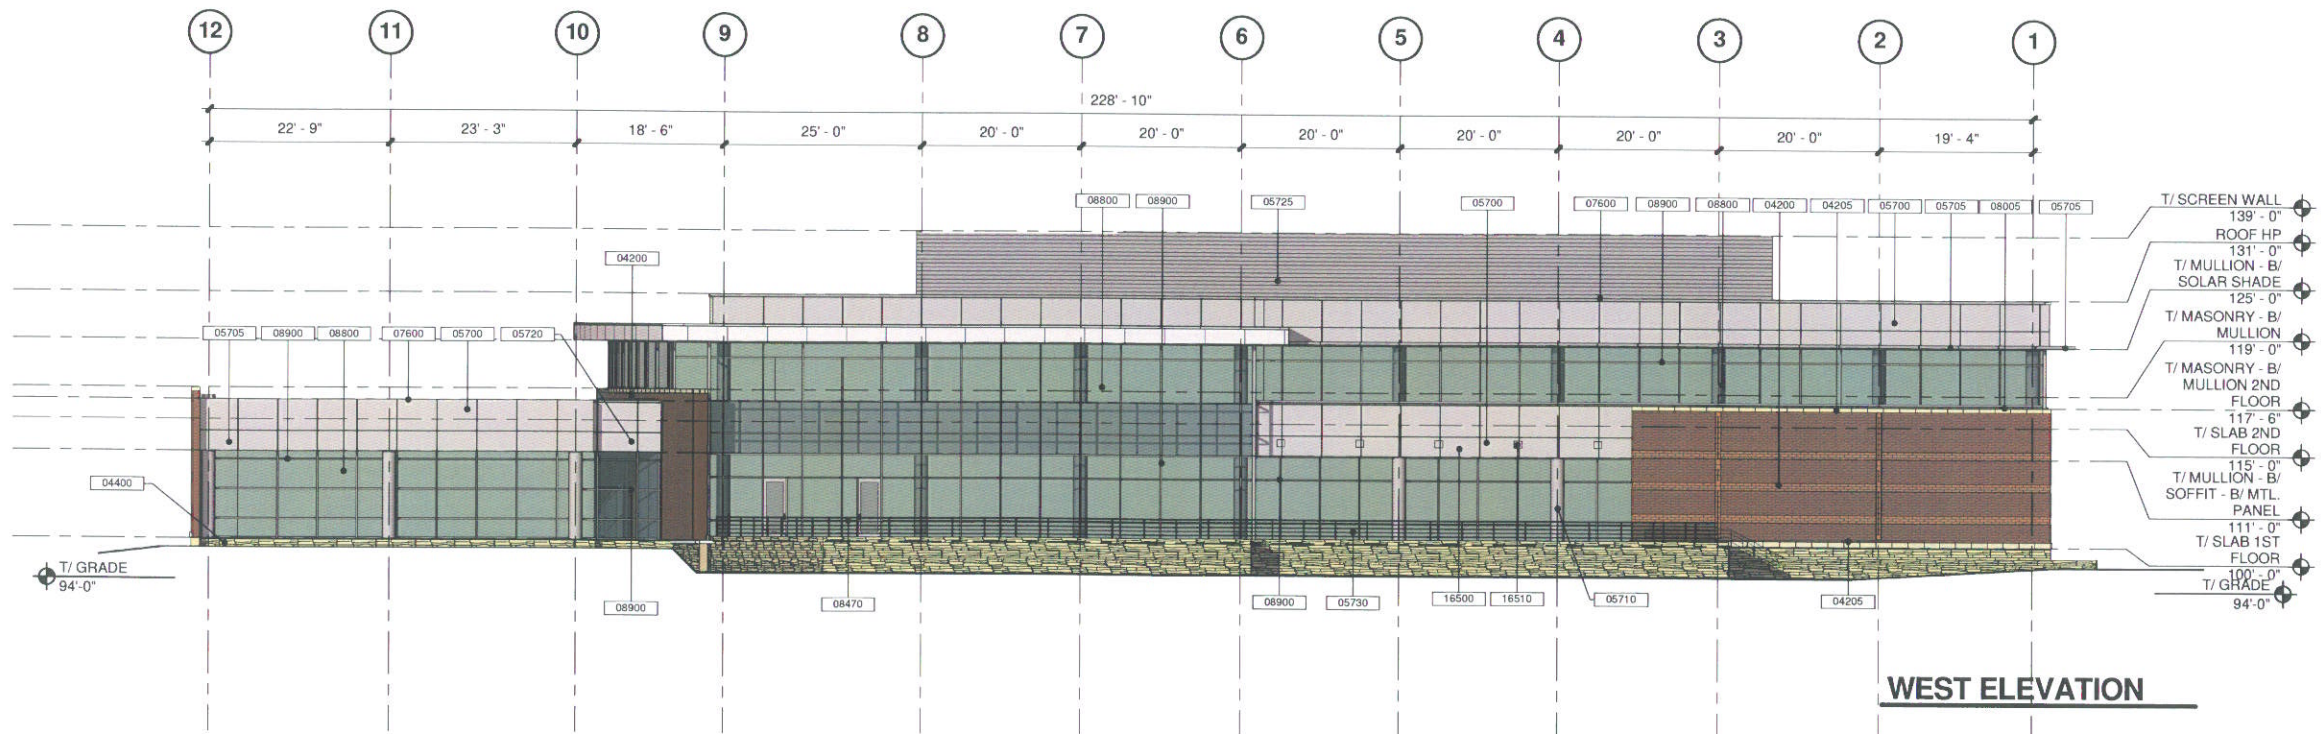 12 11 10 9 8 7 6 5 4 3 2 1
228' - 10"
22' - 9" 23' - 3" 18' - 6" 25' - 0" 20' - 0" 20' - 0" 20' - 0" 20' - 0" 20' - 0" 20' - 0" 19' - 4"
08800 08900 05725 05700 07600 08900 08800 04200 04205 05700 05705 08005 05705
04200
05705 08900 08800 07600 05700 05720
04400
T/ SCREEN WALL
139' - 0"
ROOF HP
131' - 0"
T/ MULLION - B/
SOLAR SHADE
125' - 0"
T/ MASONRY - B/
MULLION
119' - 0"
T/ MASONRY - B/
MULLION 2ND
FLOOR
117' - 6"
T/ SLAB 2ND
FLOOR
115' - 0"
T/ MULLION - B/
SOFFIT - B/ MTL.
PANEL
111' - 0"
T/ SLAB 1ST
FLOOR
100' - 0"
T/ GRADE
94'-0"
T/ GRADE
94'-0"
08900 08470 08900 05730 16500 16510 05710 04205
WEST ELEVATION